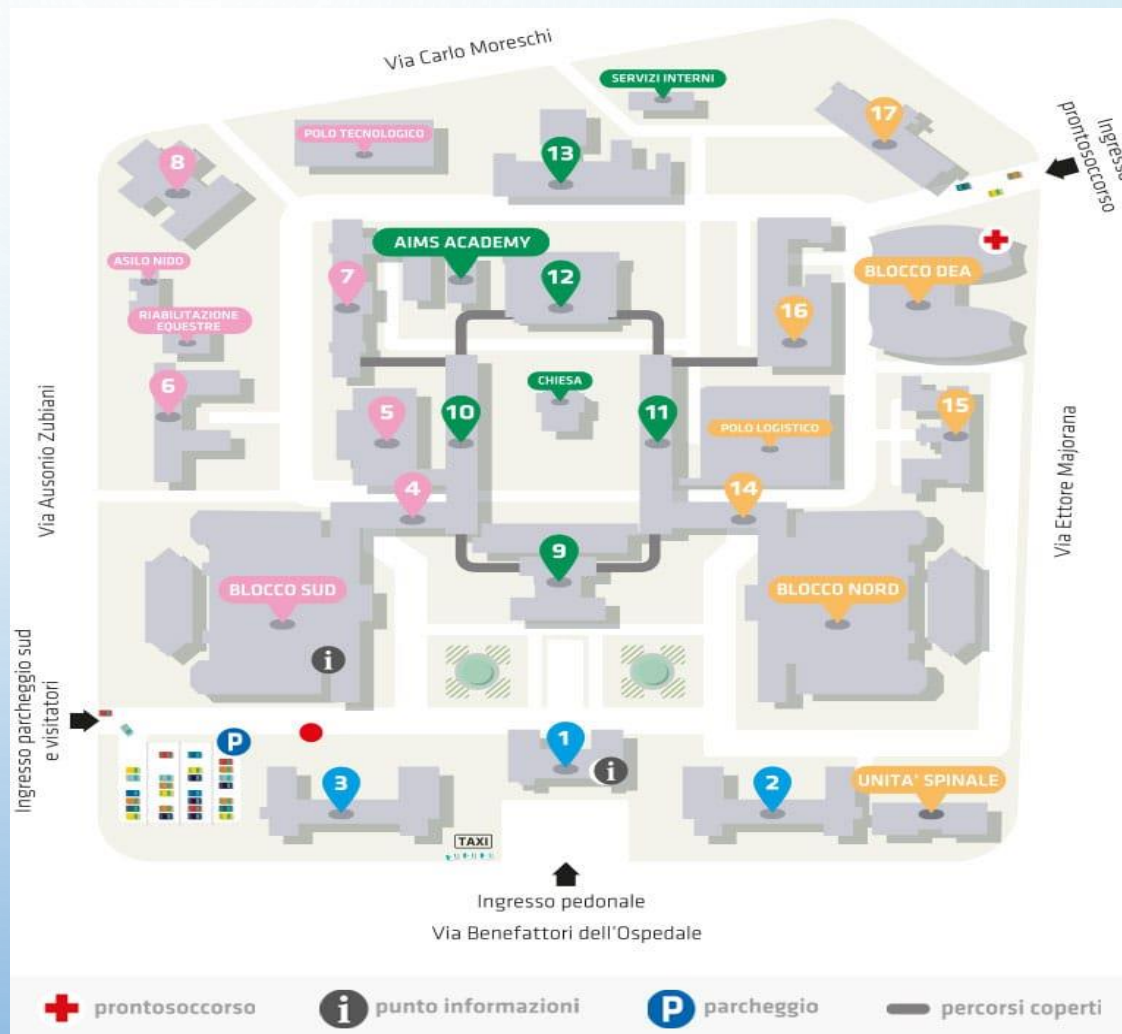 Via Carlo Moreschi
SERVIZI INTERNI
17
Ingresso
prontosoccorso
POLO TECNOLOGICO
13
8
AIMS ACADEMY
ASILO NIDO
7
12
BLOCCO DEA
RIABILITAZIONE
EQUESTRE
16
6
CHIESA
5
10
11
15
POLO LOGISTICO
Via Ausonio Zubiani
Via Ettore Majorana
4
14
9
BLOCCO SUD
BLOCCO NORD
i
Ingresso parcheggio sud
e visitatori
P
1
i
3
2
UNITA' SPINALE
TAXI
Ingresso pedonale
Via Benefattori dell'Ospedale
prontosoccorso
i punto informazioni
P parcheggio
percorsi coperti